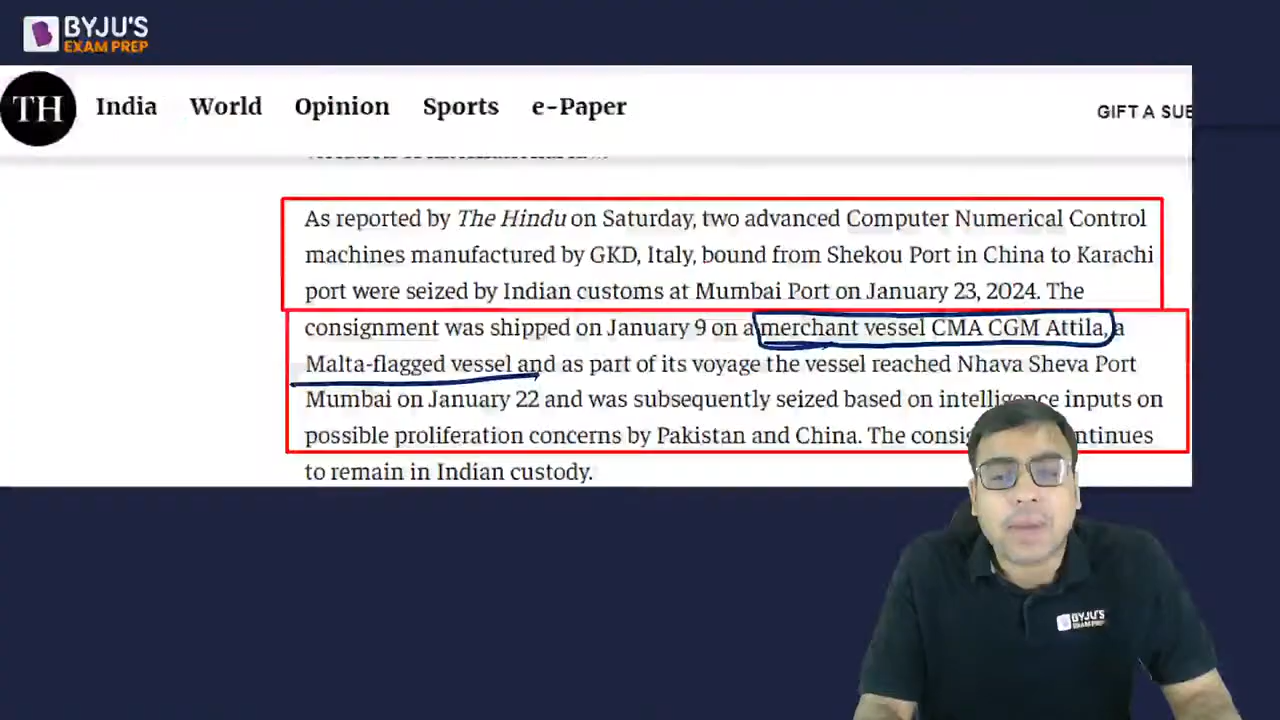 BYJU'S
EXAM PREP
TH India World Opinion Sports e-Paper
GIFT A SUB
As reported by The Hindu on Saturday, two advanced Computer Numerical Control
machines manufactured by GKD, Italy, bound from Shekou Port in China to Karachi
port were seized by Indian customs at Mumbai Port on January 23, 2024. The
consignment was shipped on January 9 on a merchant vessel CMA CGM Attila, a
Malta-flagged vessel and as part of its voyage the vessel reached Nhava Sheva Port
Mumbai on January 22 and was subsequently seized based on intelligence inputs on
possible proliferation concerns by Pakistan and China. The
to remain in Indian custody.
BYJU'S
EXAM PREP